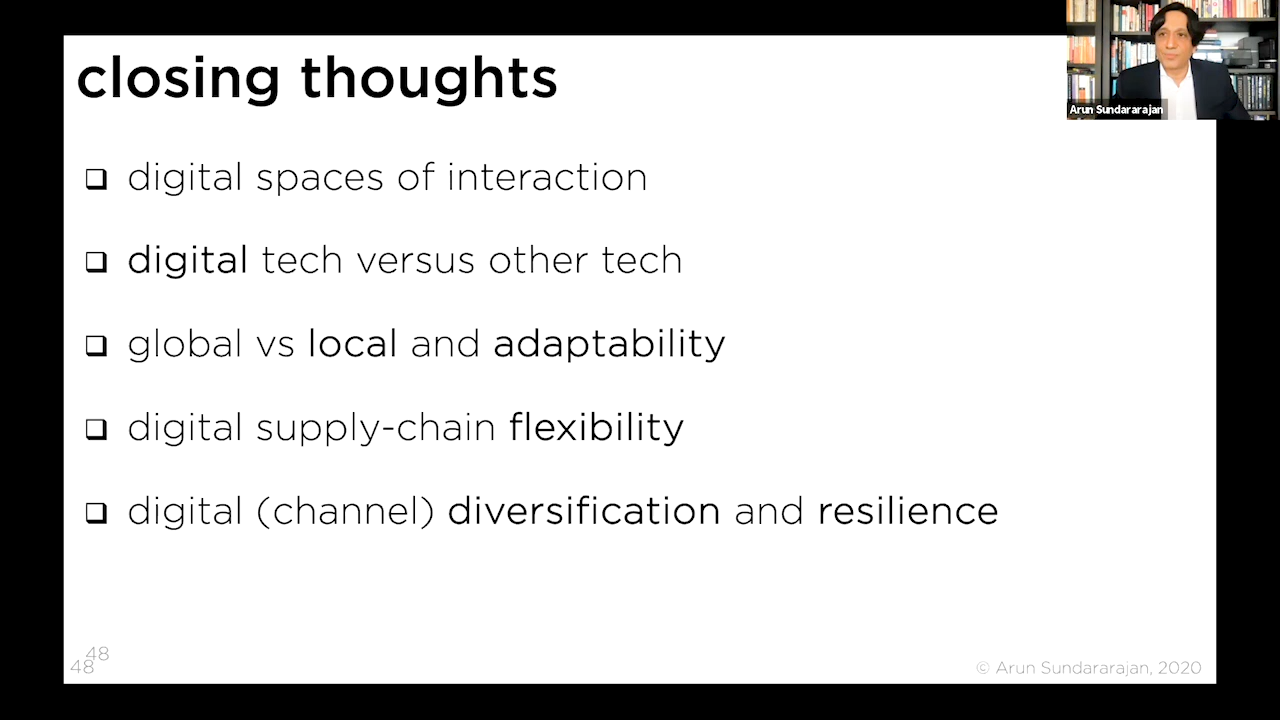 closing thoughts
Arun Sundararajan
❑ digital spaces of interaction
❑ digital tech versus other tech
❑ global vs local and adaptability
❑ digital supply-chain flexibility
❑ digital (channel) diversification and resilience
48
48
© Arun Sundararajan, 2020